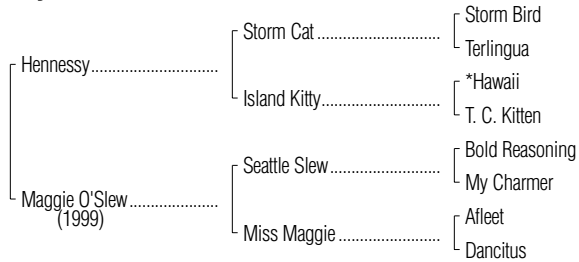 Storm Bird
Storm Cat
Terlingua
Hennessy
*Hawaii
Island Kitty
T. C. Kitten
Bold Reasoning
Seattle Slew
My Charmer
Maggie O'Slew
(1999)
Afleet
Miss Maggie
Dancitus